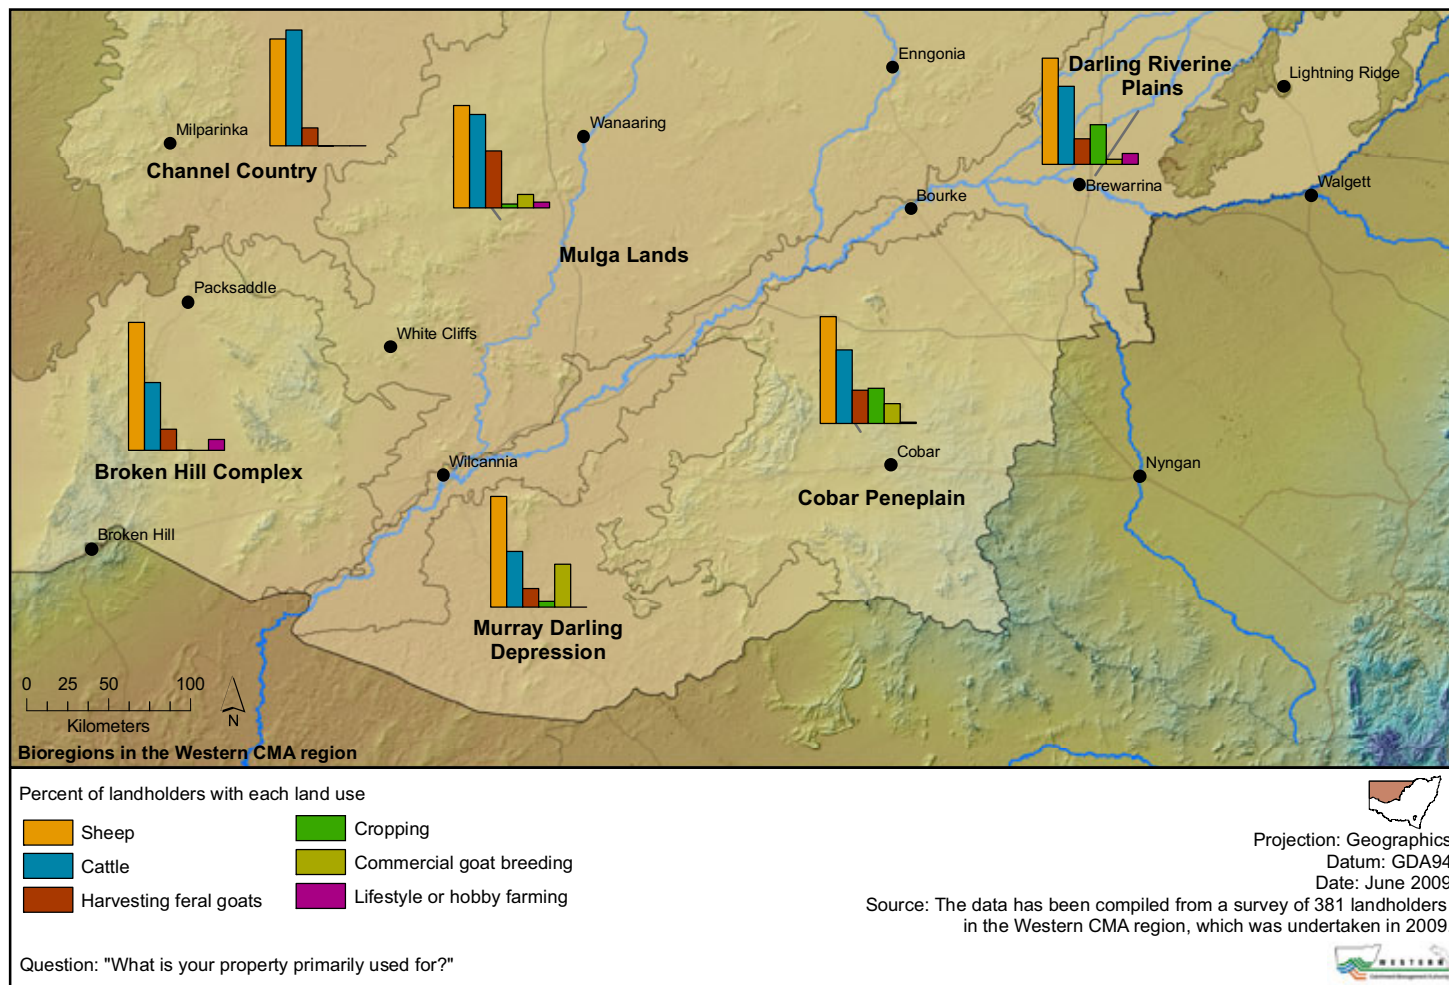 Enngonia
Darling Riverine
Plains
Lightning Ridge
Milparinka
Wanaaring
Channel Country
Brewarrina
Walgett
Bourke
Mulga Lands
Packsaddle
White Cliffs
Broken Hill Complex
Wilcannia
Cobar
Nyngan
Cobar Peneplain
Broken Hill
Murray Darling
Depression
0 25 50 100
Kilometers
N
Bioregions in the Western CMA region
Percent of landholders with each land use
Sheep
Cattle
Harvesting feral goats
Cropping
Commercial goat breeding
Lifestyle or hobby farming
Projection: Geographics
Datum: GDA94
Date: June 2009
Source: The data has been compiled from a survey of 381 landholders
in the Western CMA region, which was undertaken in 2009.
Question: "What is your property primarily used for?"
WESTERN